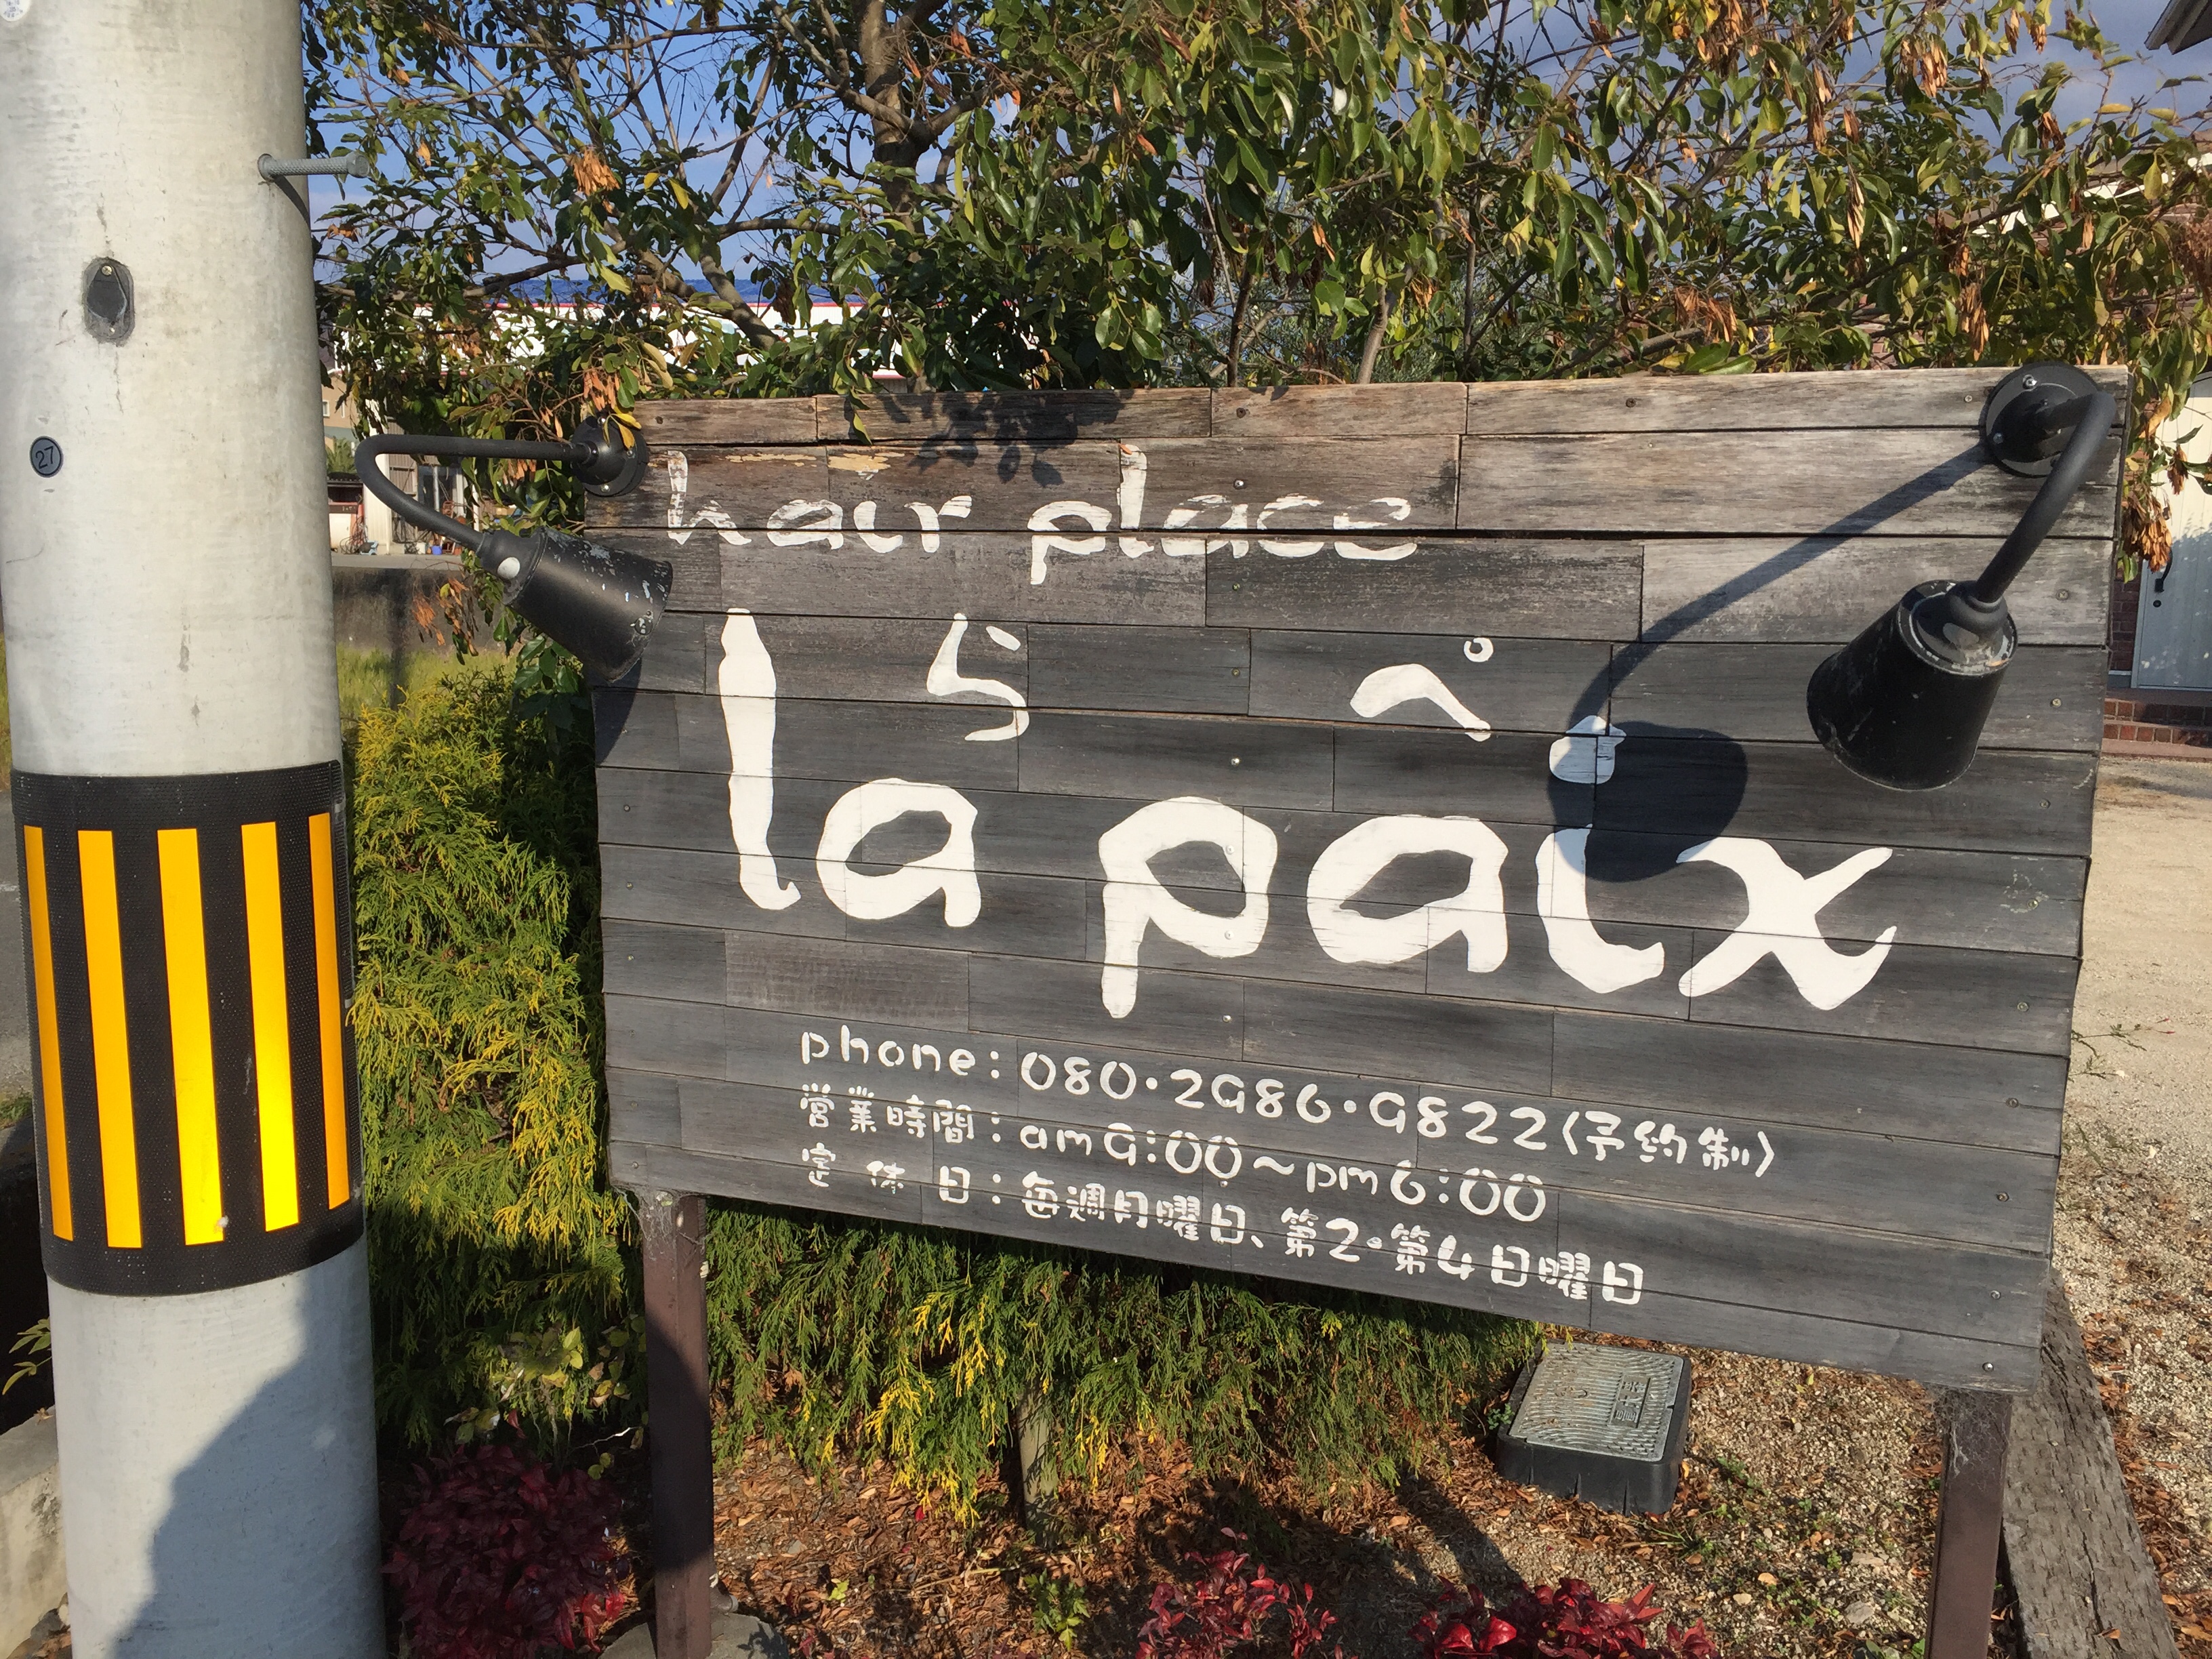 27
hair place
ら ぺ
la paix
phone: 080・2986・9822〈予約制〉
営業時間: am9:00~pm6:00
定休日: 毎週月曜日、第2・第4日曜日